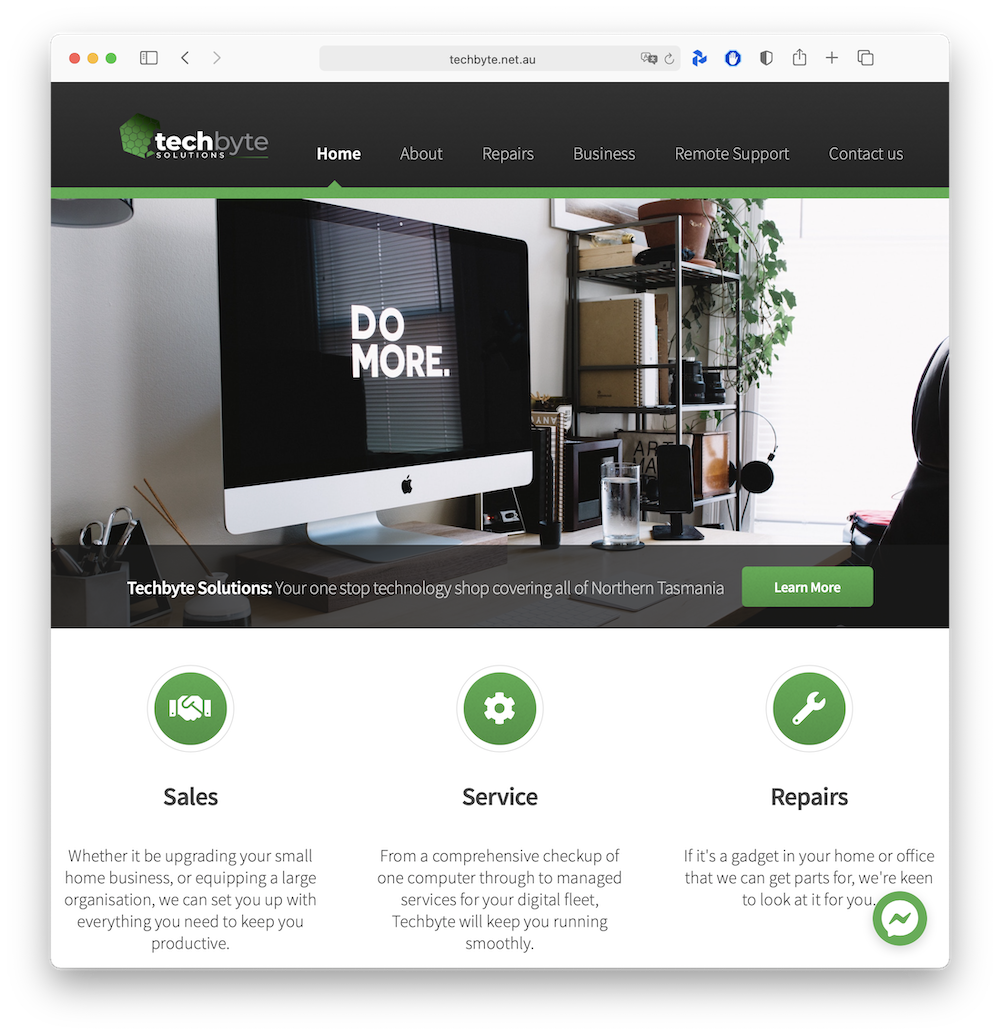 techbyte.net.au
techbyte
SOLUTIONS
Home About Repairs Business Remote Support Contact us
DO
MORE.
Techbyte Solutions: Your one stop technology shop covering all of Northern Tasmania
Learn More
Sales
Whether it be upgrading your small
home business, or equipping a large
organisation, we can set you up with
everything you need to keep you
productive.
Service
From a comprehensive checkup of
one computer through to managed
services for your digital fleet,
Techbyte will keep you running
smoothly.
Repairs
If it's a gadget in your home or office
that we can get parts for, we're keen
to look at it for you.